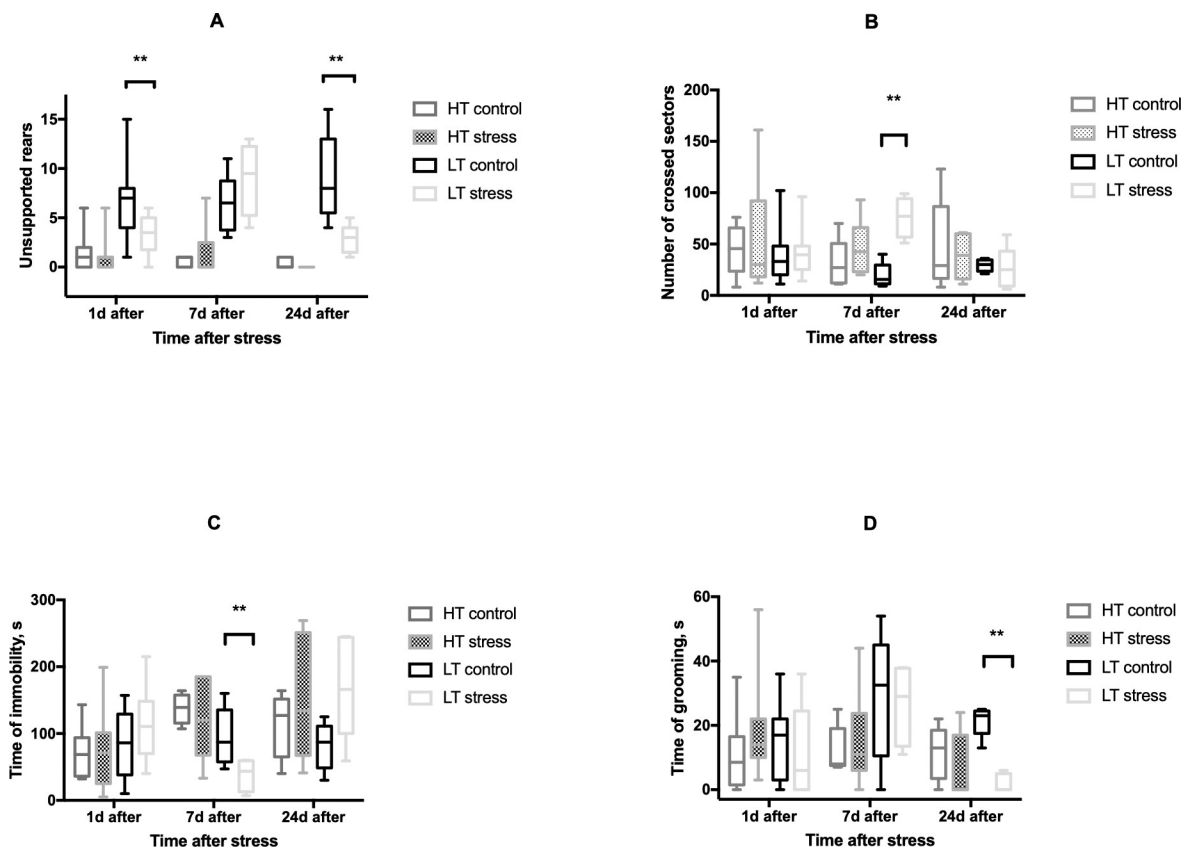 A
**
**
Unsupported rears
15
10
5
0
1d after
7d after
24d after
Time after stress
HT control
HT stress
LT control
LT stress
B
**
Number of crossed sectors
200
150
100
50
0
1d after
7d after
24d after
Time after stress
HT control
HT stress
LT control
LT stress
C
**
Time of immobility, s
300
200
100
0
1d after
7d after
24d after
Time after stress
HT control
HT stress
LT control
LT stress
D
**
Time of grooming, s
60
40
20
0
1d after
7d after
24d after
Time after stress
HT control
HT stress
LT control
LT stress